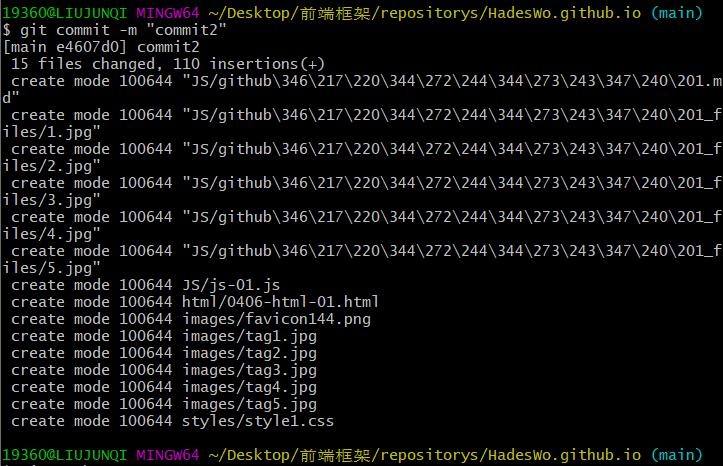 19360@LIUJUNQI MINGW64 ~/Desktop/前端框架/repositorys/HadesWo.github.io (main)
$ git commit -m "commit2"
[main e4607d0] commit2
 15 files changed, 110 insertions(+)
 create mode 100644 "JS/github\346\217\220\344\272\244\344\273\243\347\240\201.m
d"
 create mode 100644 "JS/github\346\217\220\344\272\244\344\273\243\347\240\201_f
iles/1.jpg"
 create mode 100644 "JS/github\346\217\220\344\272\244\344\273\243\347\240\201_f
iles/2.jpg"
 create mode 100644 "JS/github\346\217\220\344\272\244\344\273\243\347\240\201_f
iles/3.jpg"
 create mode 100644 "JS/github\346\217\220\344\272\244\344\273\243\347\240\201_f
iles/4.jpg"
 create mode 100644 "JS/github\346\217\220\344\272\244\344\273\243\347\240\201_f
iles/5.jpg"
 create mode 100644 JS/js-01.js
 create mode 100644 html/0406-html-01.html
 create mode 100644 images/favicon144.png
 create mode 100644 images/tag1.jpg
 create mode 100644 images/tag2.jpg
 create mode 100644 images/tag3.jpg
 create mode 100644 images/tag4.jpg
 create mode 100644 images/tag5.jpg
 create mode 100644 styles/style1.css
19360@LIUJUNQI MINGW64 ~/Desktop/前端框架/repositorys/HadesWo.github.io (main)